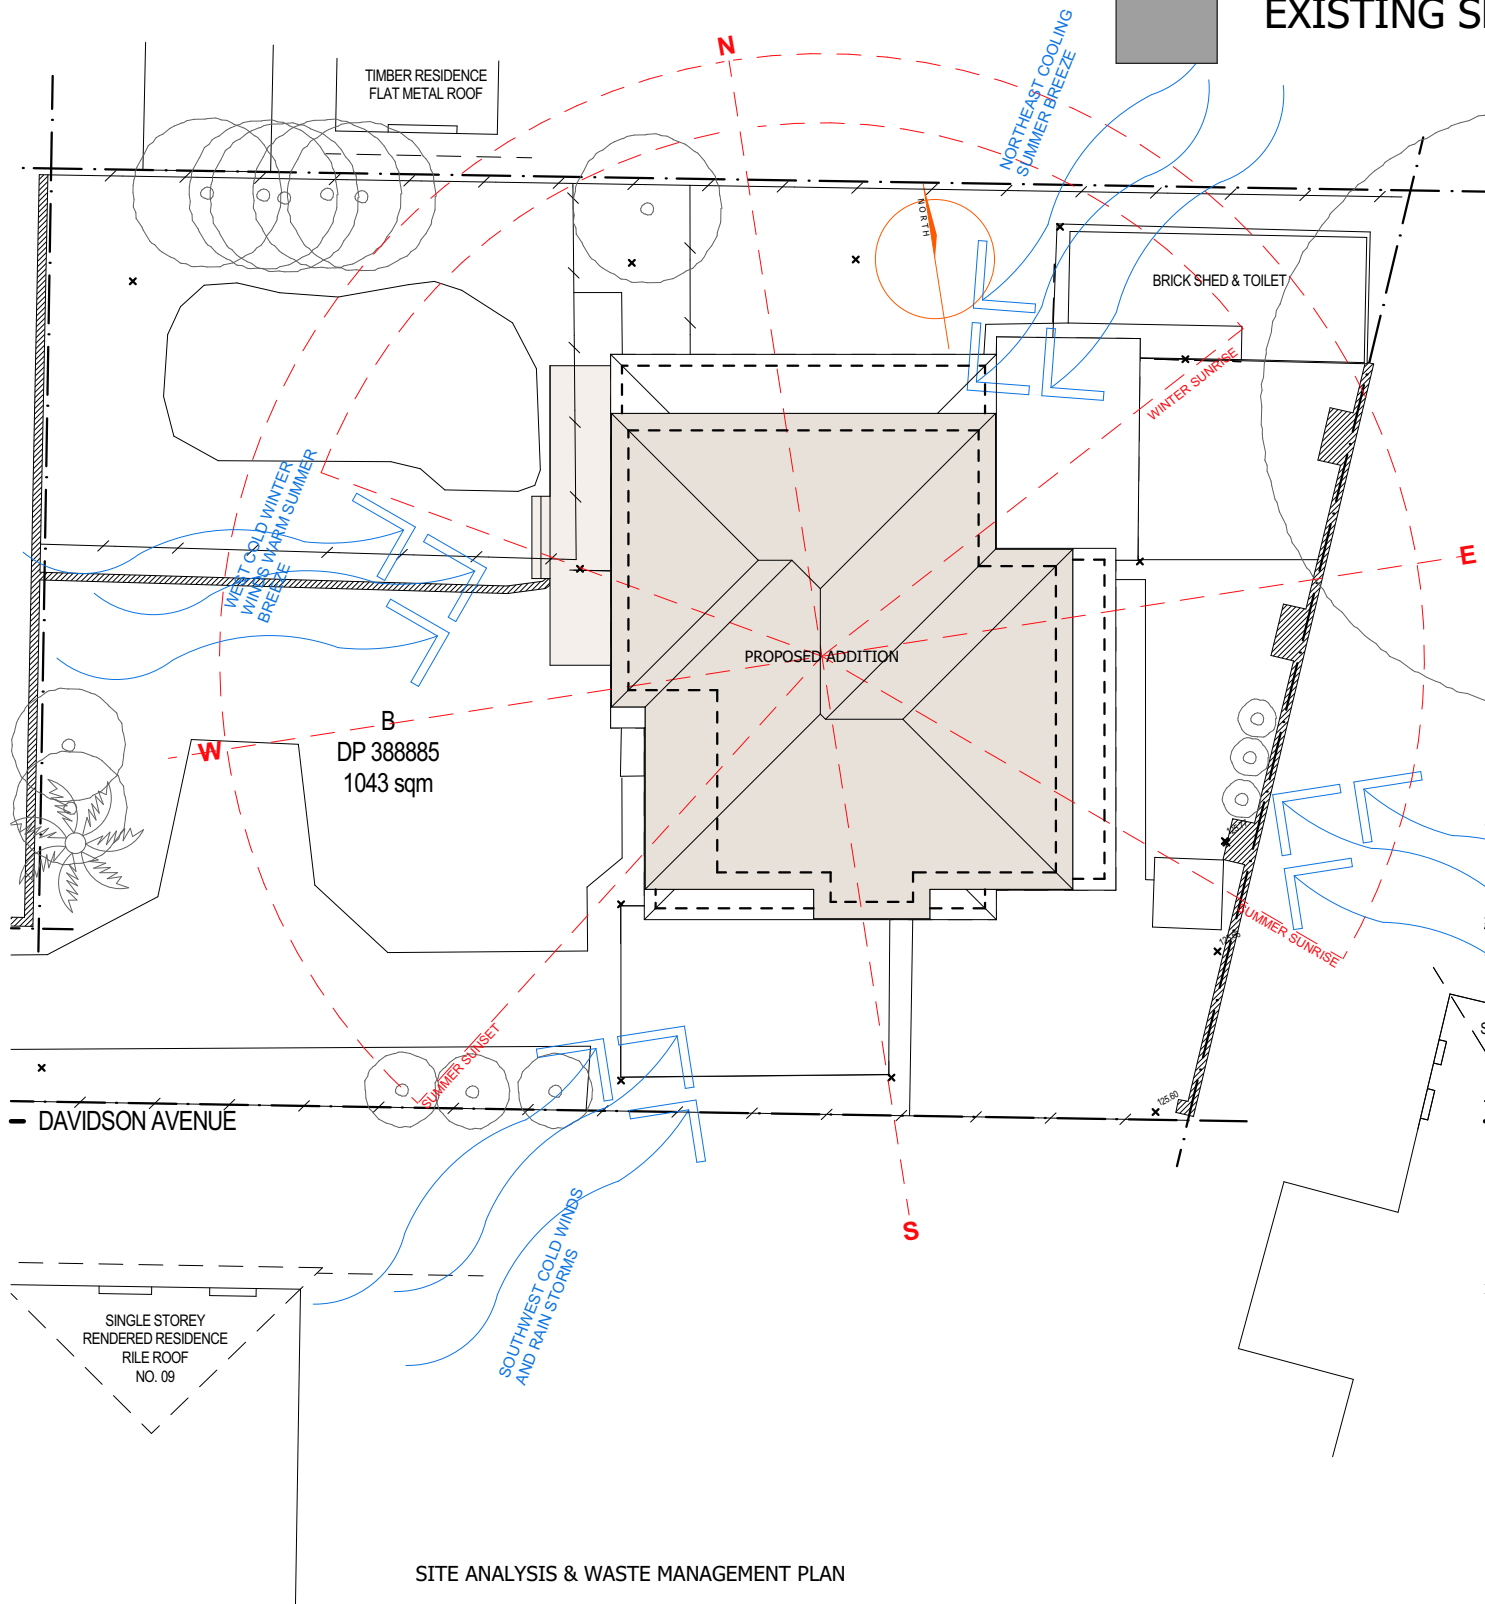 EXISTING
N
NORTHEAST COOLING
SUMMER BREEZE
TIMBER RESIDENCE
FLAT METAL ROOF
NORTH
BRICK SHED & TOILET
WINTER SUNRISE
WEST COLD WINTER
WINDS WARM SUMMER
BREEZE
E
PROPOSED ADDITION
B
DP 388885
1043 sqm
W
SUMMER SUNRISE
SUMMER SUNSET
125.60
DAVIDSON AVENUE
S
SOUTHWEST COLD WINDS
AND RAIN STORMS
SINGLE STOREY
RENDERED RESIDENCE
RILE ROOF
NO. 09
SITE ANALYSIS & WASTE MANAGEMENT PLAN